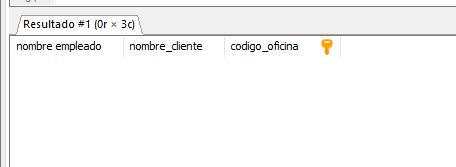 Resultado #1 (0r × 3c)
nombre empleado nombre_cliente codigo_oficina